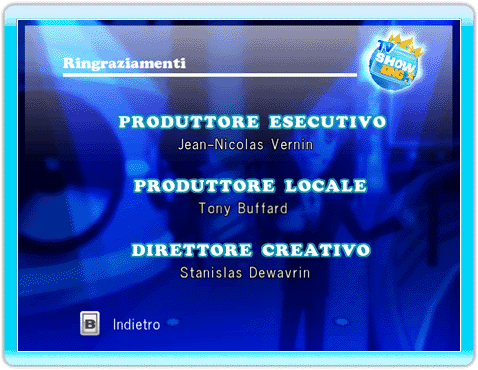 Ringraziamenti
TV
SHOW
KING
PRODUTTORE ESECUTIVO
Jean-Nicolas Vernin
PRODUTTORE LOCALE
Tony Buffard
DIRETTORE CREATIVO
Stanislas Dewavrin
B Indietro